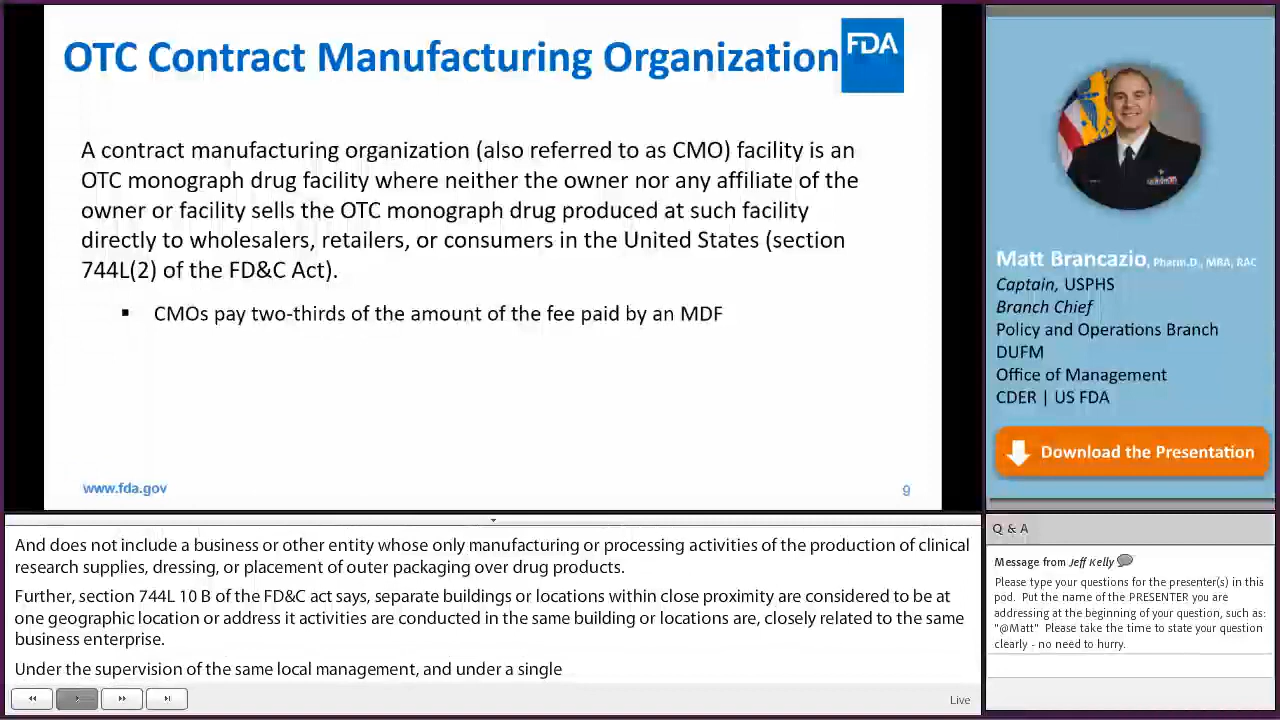 OTC Contract Manufacturing Organization
FDA
A contract manufacturing organization (also referred to as CMO) facility is an
OTC monograph drug facility where neither the owner nor any affiliate of the
owner or facility sells the OTC monograph drug produced at such facility
directly to wholesalers, retailers, or consumers in the United States (section
744L(2) of the FD&C Act).
▪ CMOs pay two-thirds of the amount of the fee paid by an MDF
www.fda.gov
9
Matt Brancazio, Pharm.D., MBA, RAC
Captain, USPHS
Branch Chief
Policy and Operations Branch
DUFM
Office of Management
CDER | US FDA
Download the Presentation
And does not include a business or other entity whose only manufacturing or processing activities of the production of clinical
research supplies, dressing, or placement of outer packaging over drug products.
Further, section 744L 10 B of the FD&C act says, separate buildings or locations within close proximity are considered to be at
one geographic location or address it activities are conducted in the same building or locations are, closely related to the same
business enterprise.
Under the supervision of the same local management, and under a single
Live
Q & A
Message from Jeff Kelly
Please type your questions for the presenter(s) in this
pod. Put the name of the PRESENTER you are
addressing at the beginning of your question, such as:
"@Matt" Please take the time to state your question
clearly - no need to hurry.